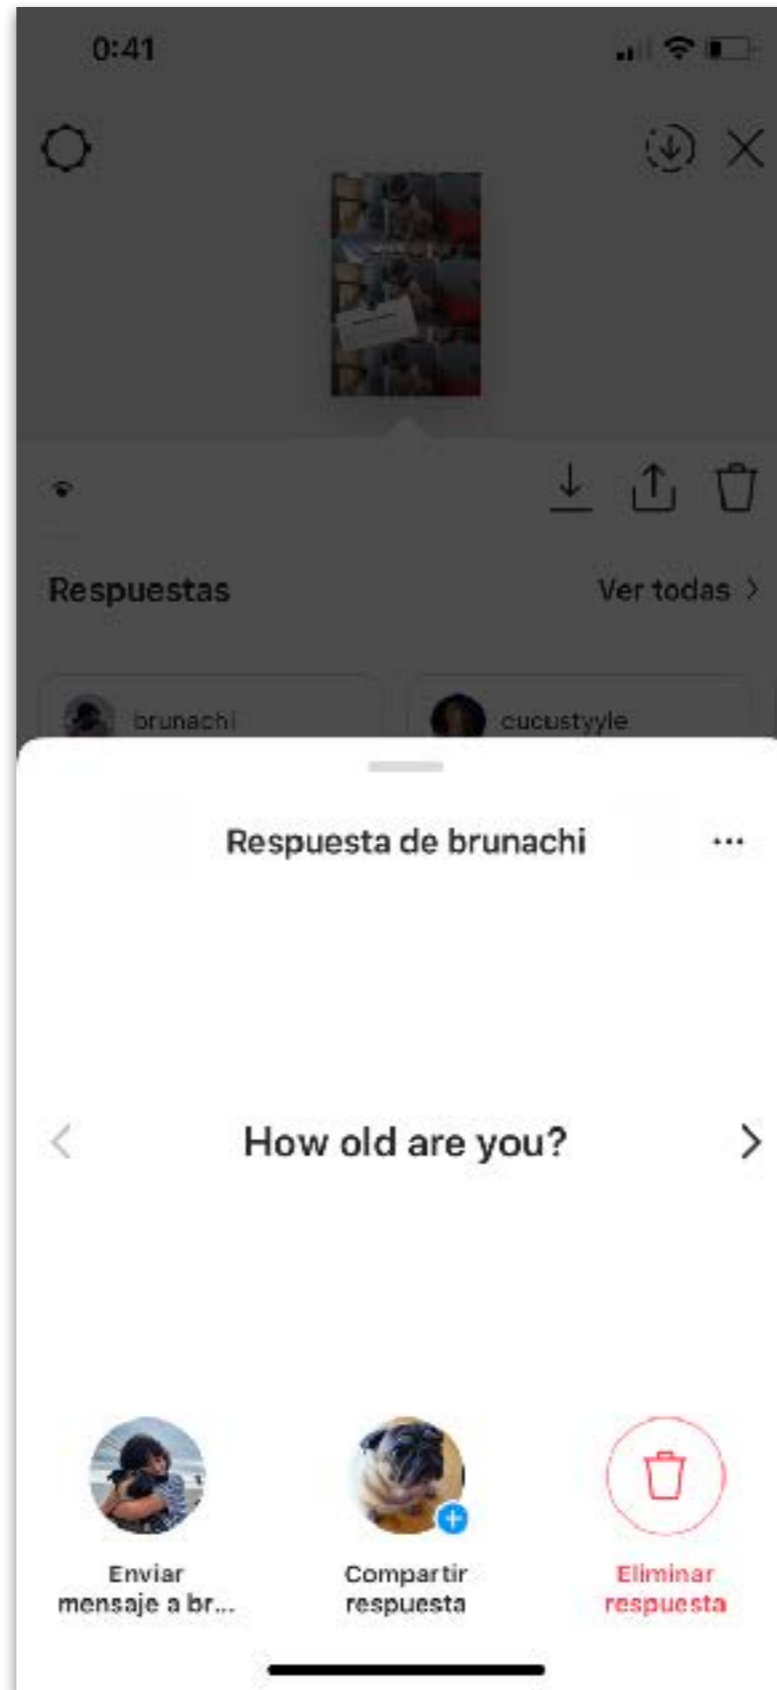 0:41
Respuestas
Ver todas >
brunachi
cucustyyle
Respuesta de brunachi
...
How old are you?
Enviar
mensaje a br...
Compartir
respuesta
Eliminar
respuesta